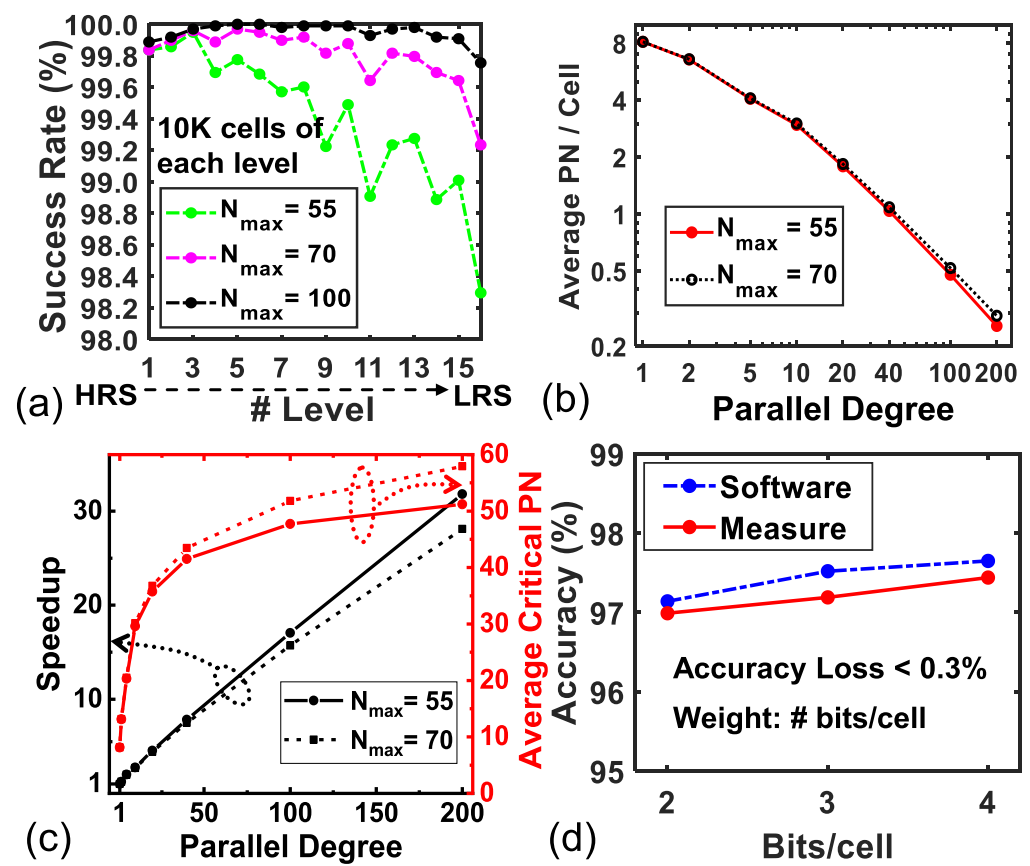 100.0
99.8
99.6
99.4
99.2
99.0
98.8
98.6
98.4
98.2
98.0
Success Rate (%)
10K cells of
each level
Nmax= 55
Nmax= 70
Nmax= 100
1 3 5 7 9 11 13 15
HRS LRS
# Level
(a)
8
4
2
1
0.5
0.2
Average PN / Cell
Nmax = 55
Nmax = 70
1 2 5 10 20 40 100 200
Parallel Degree
(b)
30
20
10
1
Speedup
60
50
40
30
20
10
0
Average Critical PN
Nmax= 55
Nmax= 70
1 50 100 150 200
Parallel Degree
(c)
99
98
97
96
95
Accuracy (%)
Software
Measure
Accuracy Loss < 0.3%
Weight: # bits/cell
2 3 4
Bits/cell
(d)